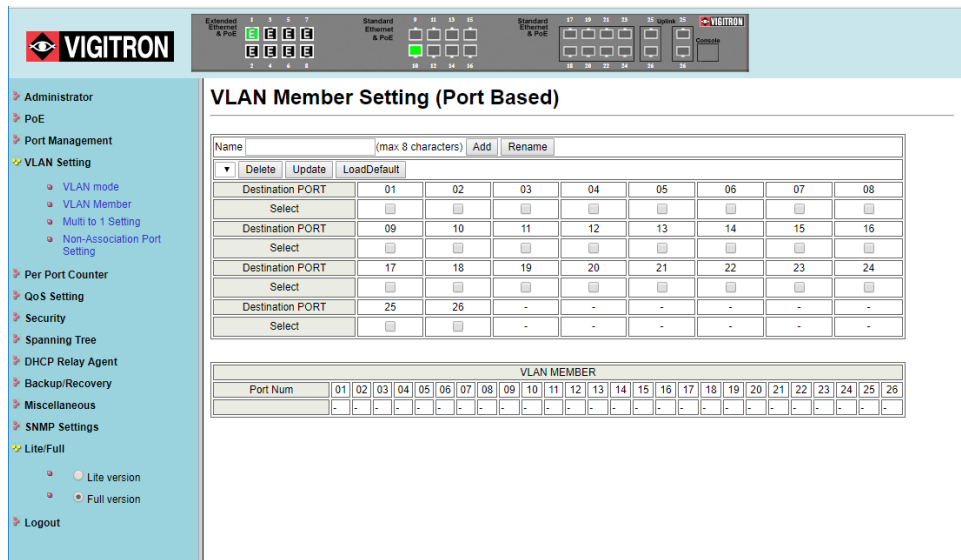 VIGITRON
Extended Ethernet & PoE
1 3 5 7
2 4 6 8
Standard Ethernet & PoE
9 11 13 15
10 12 14 16
Standard Ethernet & PoE
17 19 21 23
18 20 22 24
25 Uplink 25
26 26
VIGITRON
Console
Administrator
PoE
Port Management
VLAN Setting
VLAN mode
VLAN Member
Multi to 1 Setting
Non-Association Port
Setting
Per Port Counter
QoS Setting
Security
Spanning Tree
DHCP Relay Agent
Backup/Recovery
Miscellaneous
SNMP Settings
Lite/Full
Lite version
Full version
Logout
VLAN Member Setting (Port Based)
Name (max 8 characters) Add Rename
Delete Update LoadDefault
Destination PORT 01 02 03 04 05 06 07 08
Select
Destination PORT 09 10 11 12 13 14 15 16
Select
Destination PORT 17 18 19 20 21 22 23 24
Select
Destination PORT 25 26 - - - - - -
Select - - - - - -
VLAN MEMBER
Port Num 01 02 03 04 05 06 07 08 09 10 11 12 13 14 15 16 17 18 19 20 21 22 23 24 25 26
- - - - - - - - - - - - - - - - - - - - - - - - - -